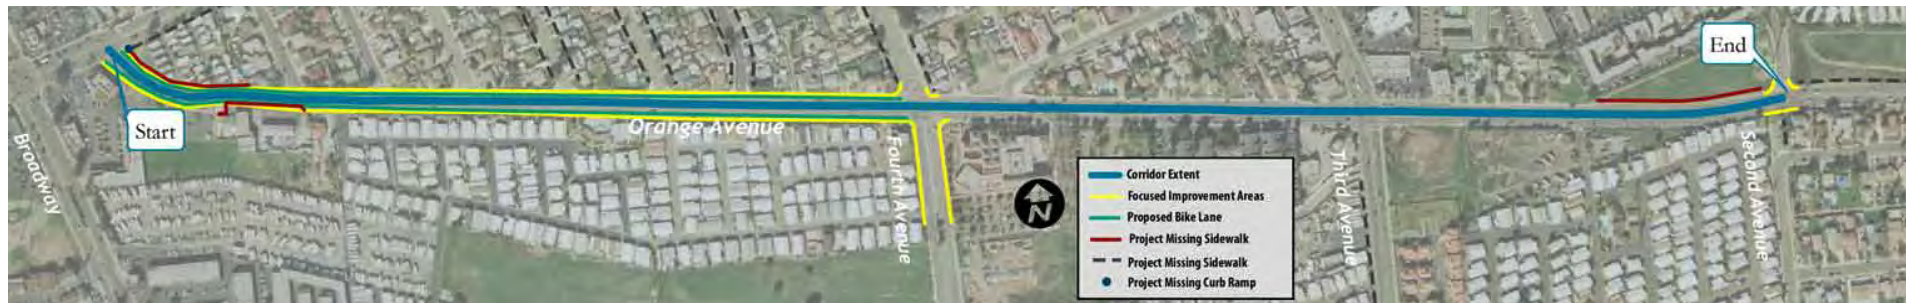 Start
End
Broadway
Orange Avenue
Fourth Avenue
Third Avenue
Second Avenue
N
Corridor Extent
Focused Improvement Areas
Proposed Bike Lane
Project Missing Sidewalk
Project Missing Sidewalk
Project Missing Curb Ramp